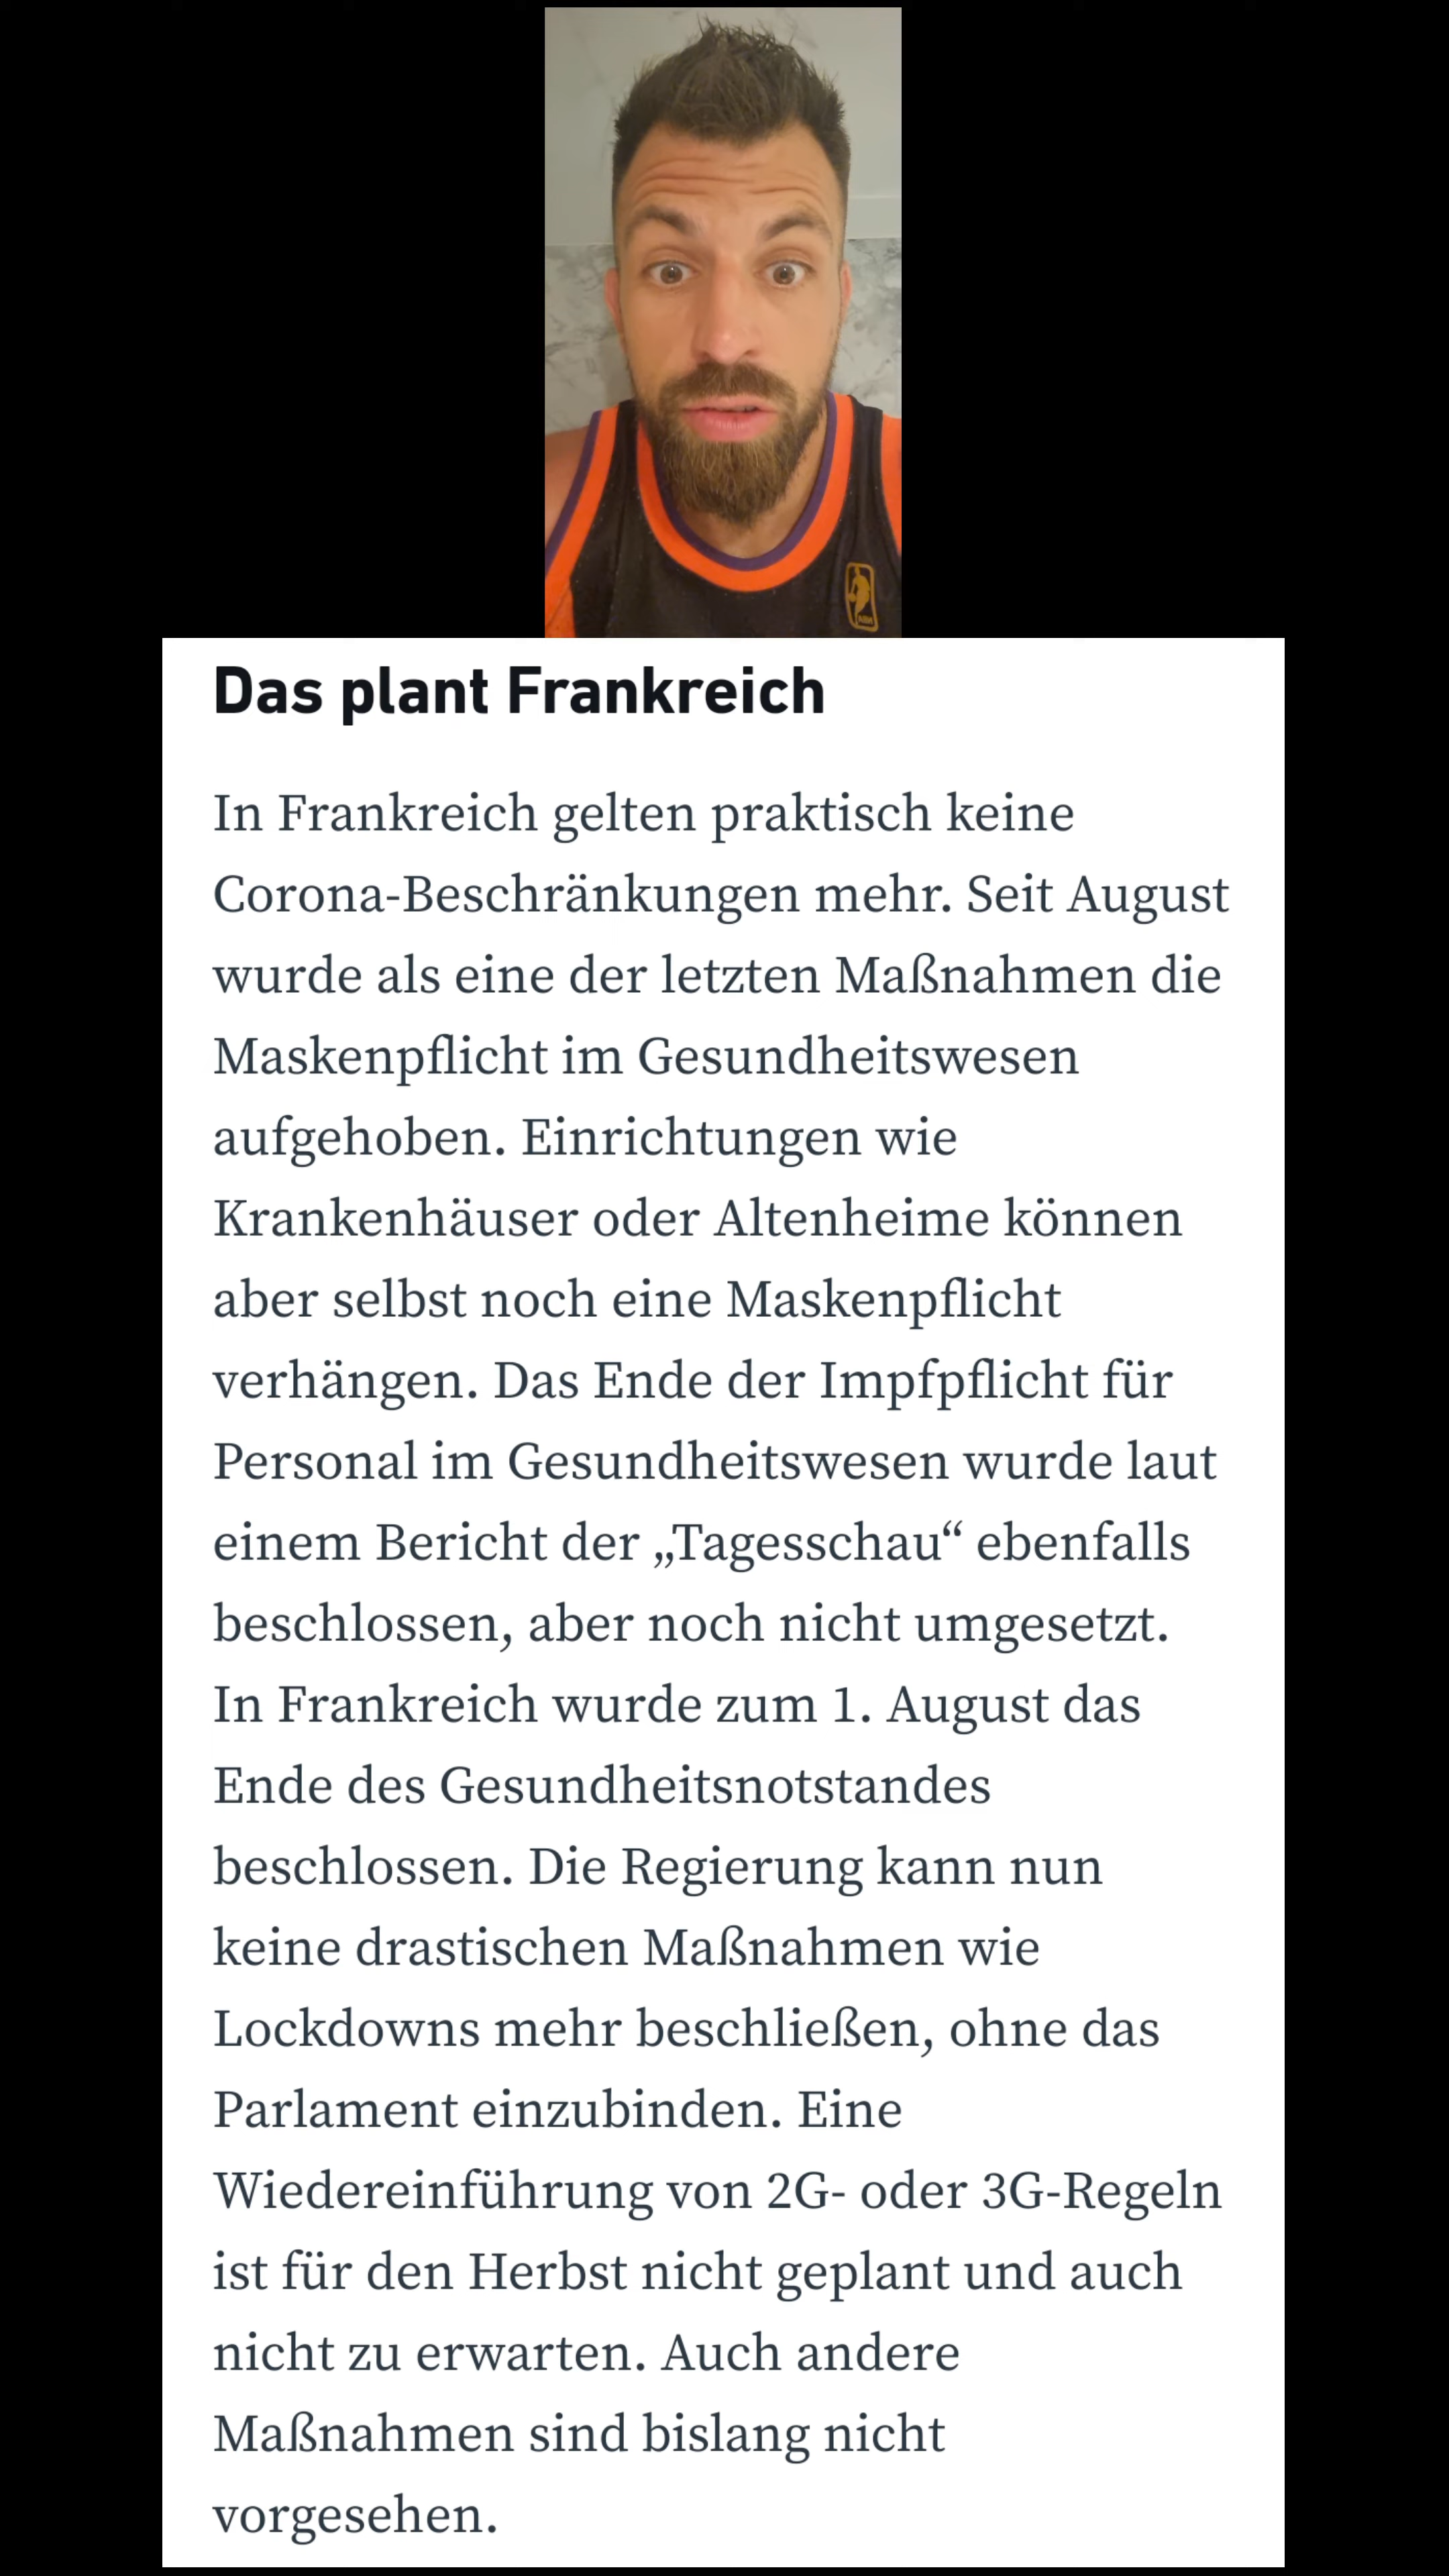 Das plant Frankreich
In Frankreich gelten praktisch keine
Corona-Beschränkungen mehr. Seit August
wurde als eine der letzten Maßnahmen die
Maskenpflicht im Gesundheitswesen
aufgehoben. Einrichtungen wie
Krankenhäuser oder Altenheime können
aber selbst noch eine Maskenpflicht
verhängen. Das Ende der Impfpflicht für
Personal im Gesundheitswesen wurde laut
einem Bericht der „Tagesschau“ ebenfalls
beschlossen, aber noch nicht umgesetzt.
In Frankreich wurde zum 1. August das
Ende des Gesundheitsnotstandes
beschlossen. Die Regierung kann nun
keine drastischen Maßnahmen wie
Lockdowns mehr beschließen, ohne das
Parlament einzubinden. Eine
Wiedereinführung von 2G- oder 3G-Regeln
ist für den Herbst nicht geplant und auch
nicht zu erwarten. Auch andere
Maßnahmen sind bislang nicht
vorgesehen.